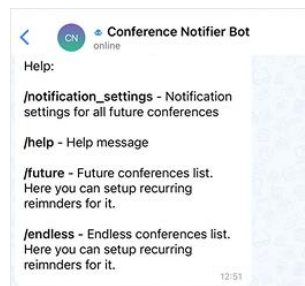 CN
Conference Notifier Bot
online
Help:
/notification_settings - Notification
settings for all future conferences
/help - Help message
/future - Future conferences list.
Here you can setup recurring
reimnders for it.
/endless - Endless conferences list.
Here you can setup recurring
reimnders for it.
12:51